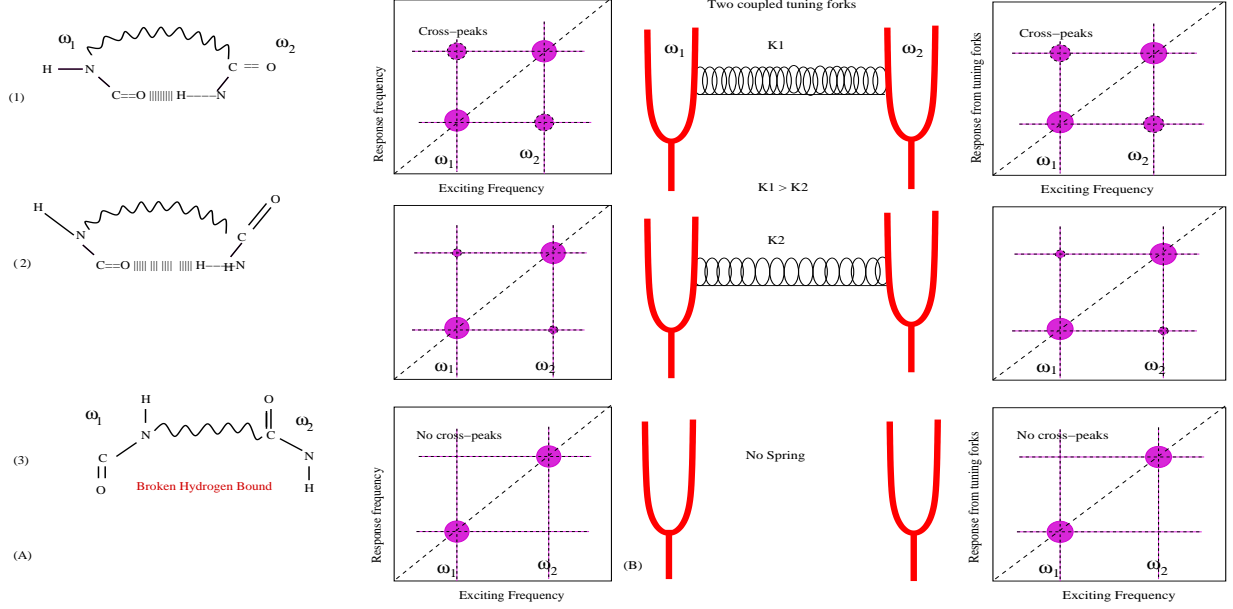 ω1
ω2
H
N
C
O
C
O
H
N
(1)
Cross-peaks
Response frequency
ω1
ω2
Exciting Frequency
Two coupled tuning forks
ω1
K1
ω2
K1 > K2
Cross-peaks
Response from tuning forks
ω1
ω2
Exciting Frequency
O
H
N
C
(2)
C
O
H
H
N
ω1
ω2
K2
ω1
ω2
ω1
H
O
ω2
N
C
C
N
(3)
O
H
Broken Hydrogen Bound
(A)
No cross-peaks
Response frequency
ω1
ω2
Exciting Frequency
No Spring
(B)
No cross-peaks
Response from tuning forks
ω1
ω2
Exciting Frequency